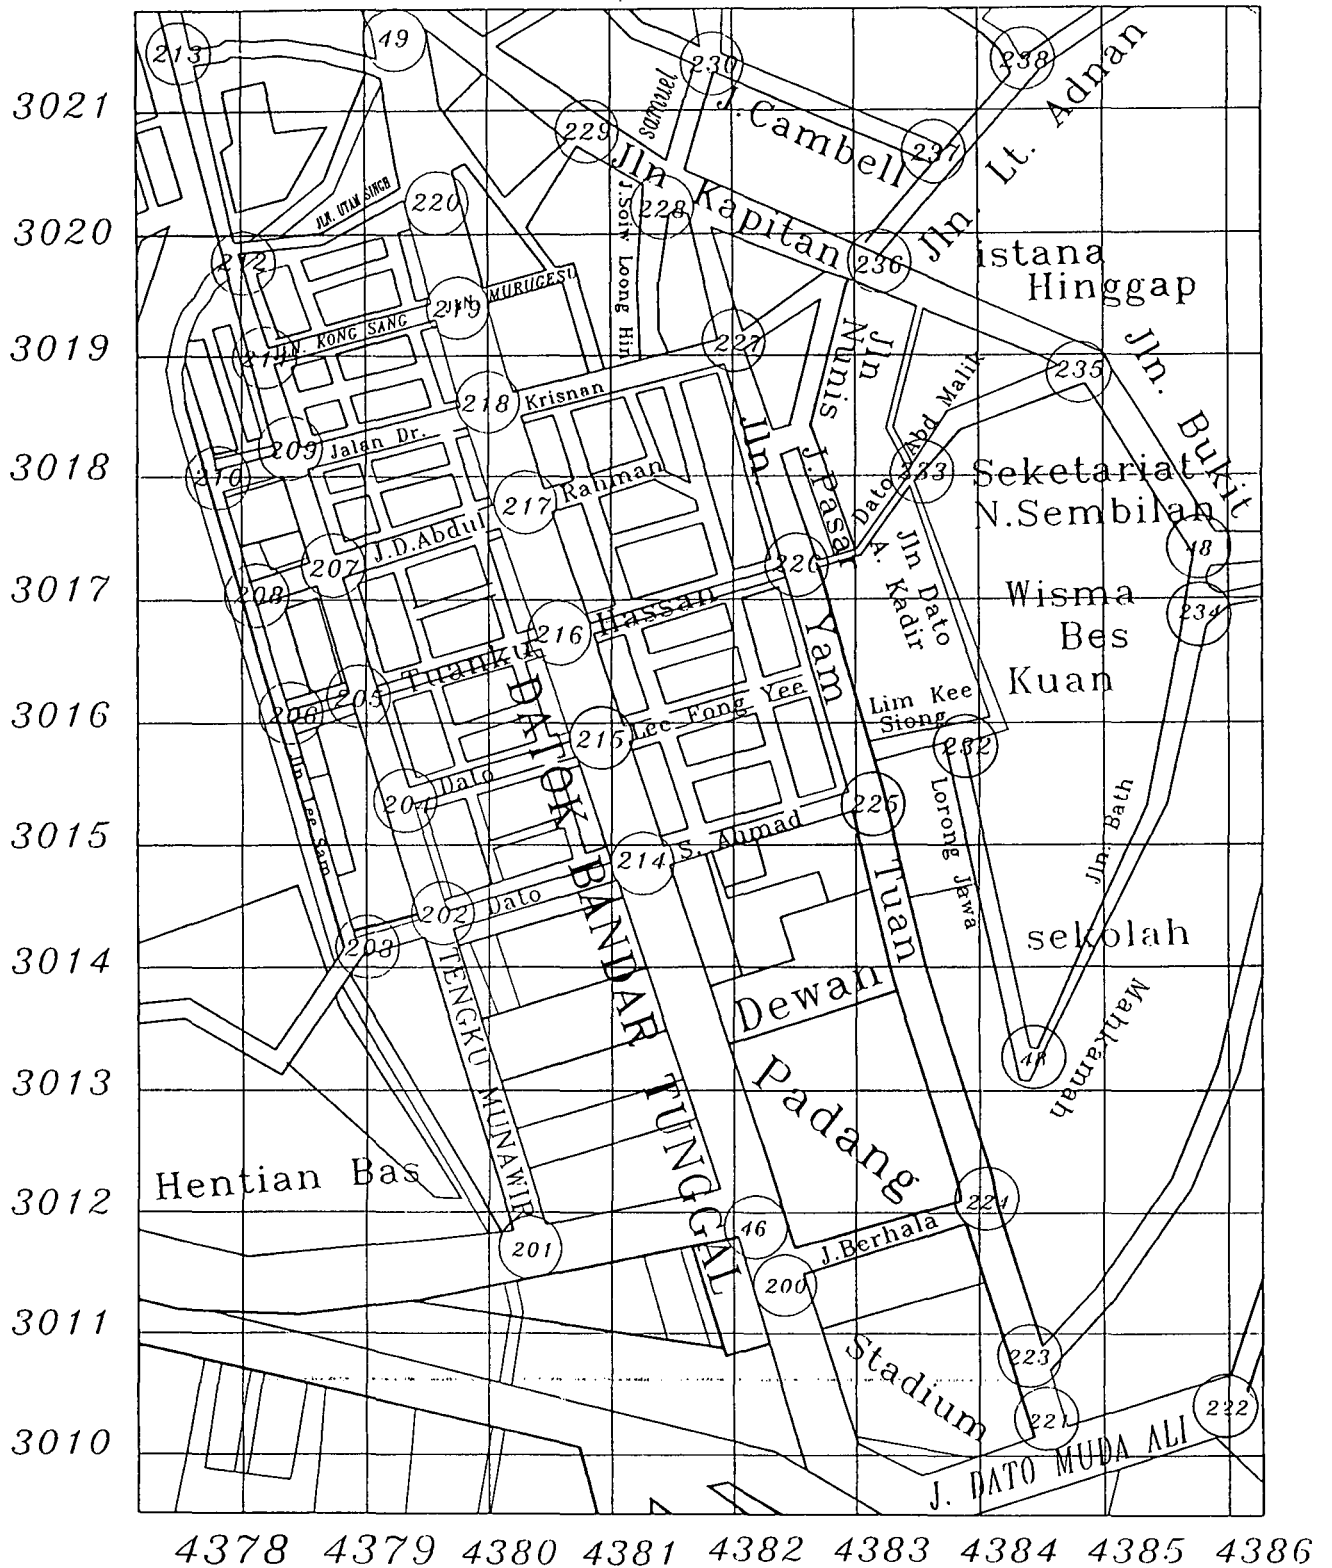 213
49
230
238
3021
samuel
J.Cambell
Jln. Lt. Adnan
229
237
Jln Kapitan
JLN. UTAM SINGH
220
J.Soiw Loong Hin
228
3020
212
236
istana
Hinggap
219
MURUGESU
JLN. KONG SANG
227
Jln
Nunis
3019
235
Jln. Bukit
218
Krisnan
Dato Abd Malik
209
Jalan Dr.
Jln.
3018
210
233
Seketariat
N.Sembilan
217
Rahman
J.Pasar
J.D.Abdul
48
207
226
Jln Dato
A. Kadir
3017
208
Wisma
Bes
Kuan
234
216
Hassan
Tuanku
Yam
205
3016
206
Lim Kee
Siong
Lee Fong Yee
215
232
DATOK BANDAR TUNGGAL
Jln Lee Sam
Dato
204
225
Lorong Jawa
Jln. Bath
3015
214
S. Ahmad
202
Dato
Tuan
203
sekolah
3014
TENGKU MUNAWIR
Dewan
Mahkamah
48
3013
Padang
Hentian Bas
3012
224
46
J.Berhala
201
200
3011
223
Stadium
222
221
3010
J. DATO MUDA ALI
4378 4379 4380 4381 4382 4383 4384 4385 4386